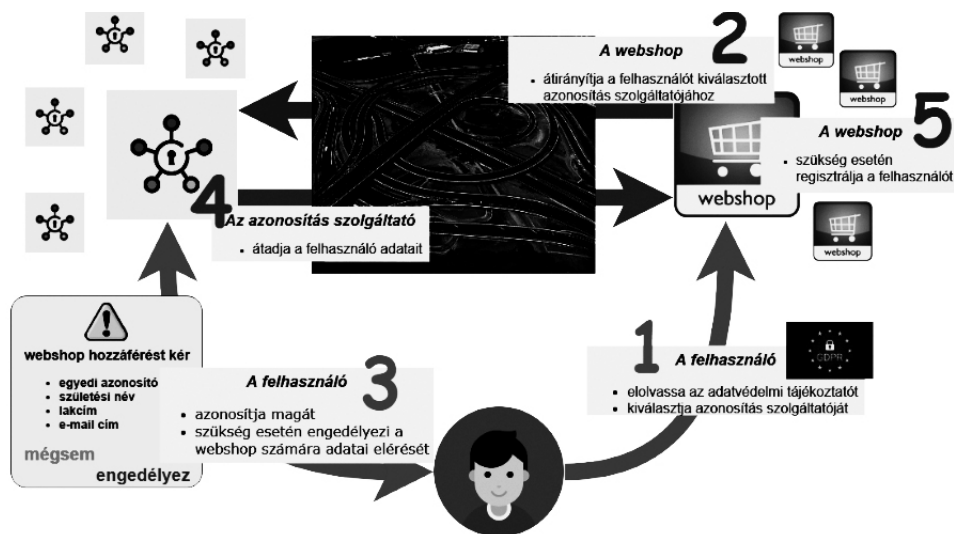 2
A webshop
• átirányítja a felhasználót kiválasztott
azonosítás szolgáltatójához
webshop
webshop
5
A webshop
• szükség esetén
regisztrálja a felhasználót
webshop
webshop
4
Az azonosítás szolgáltató
• átadja a felhasználó adatait
webshop hozzáférést kér
• egyedi azonosító
• születési név
• lakcím
• e-mail cím
mégsem
engedélyez
3
A felhasználó
• azonosítja magát
• szükség esetén engedélyezi a
webshop számára adatai elérését
1
A felhasználó
GDPR
• elolvassa az adatvédelmi tájékoztatót
• kiválasztja azonosítás szolgáltatóját